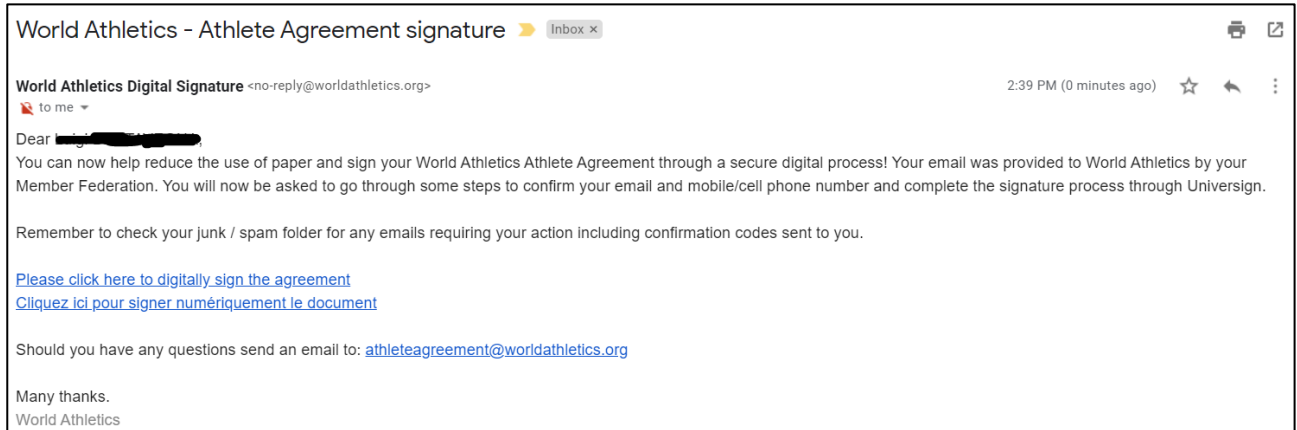 World Athletics - Athlete Agreement signature Inbox ×
World Athletics Digital Signature <no-reply@worldathletics.org> 2:39 PM (0 minutes ago)
to me
Dear
You can now help reduce the use of paper and sign your World Athletics Athlete Agreement through a secure digital process! Your email was provided to World Athletics by your
Member Federation. You will now be asked to go through some steps to confirm your email and mobile/cell phone number and complete the signature process through Universign.
Remember to check your junk / spam folder for any emails requiring your action including confirmation codes sent to you.
Please click here to digitally sign the agreement
Cliquez ici pour signer numériquement le document
Should you have any questions send an email to: athleteagreement@worldathletics.org
Many thanks.
World Athletics